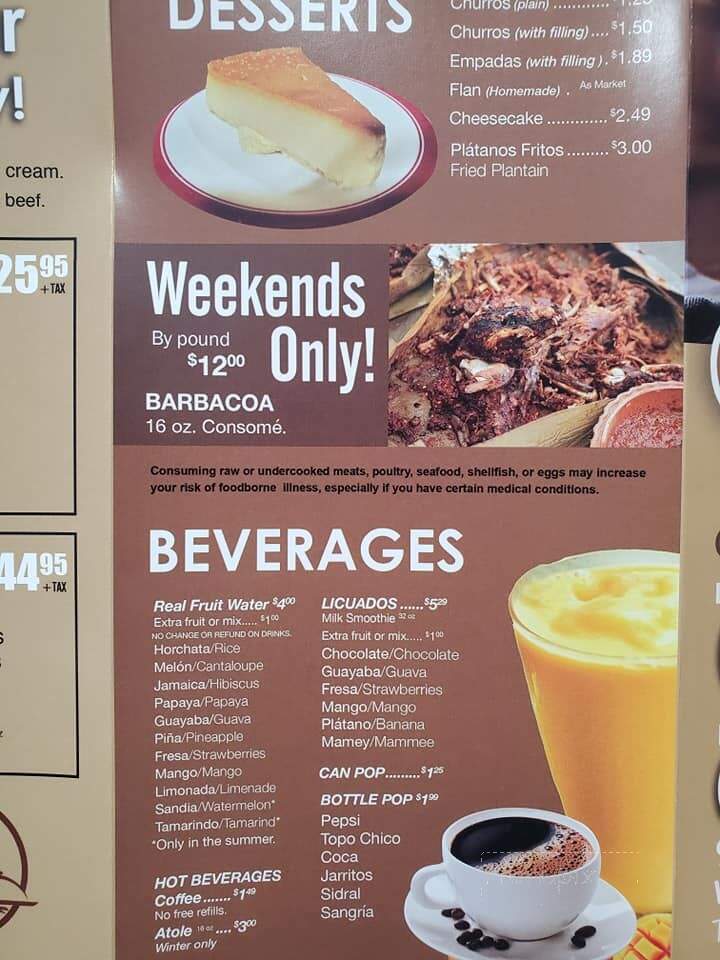 r
y!
cream.
beef.
25 95
+TAX
44 95
+TAX
DESSERTS
Churros (plain) ............ $1.25
Churros (with filling).... $1.50
Empadas (with filling) . $1.89
Flan (Homemade) . As Market
Cheesecake ............. $2.49
Plátanos Fritos ......... $3.00
Fried Plantain
Weekends
Only!
By pound
$12 00
BARBACOA
16 oz. Consomé.
Consuming raw or undercooked meats, poultry, seafood, shellfish, or eggs may increase
your risk of foodborne illness, especially if you have certain medical conditions.
BEVERAGES
Real Fruit Water $4 00
Extra fruit or mix..... $1 00
NO CHANGE OR REFUND ON DRINKS.
Horchata/Rice
Melón/Cantaloupe
Jamaica/Hibiscus
Papaya/Papaya
Guayaba/Guava
Piña/Pineapple
Fresa/Strawberries
Mango/Mango
Limonada/Limenade
Sandia/Watermelon*
Tamarindo/Tamarind*
*Only in the summer.
HOT BEVERAGES
Coffee....... $1 49
No free refills.
Atole 16 oz .... $3 00
Winter only
LICUADOS ...... $5 29
Milk Smoothie 32 oz
Extra fruit or mix..... $1 00
Chocolate/Chocolate
Guayaba/Guava
Fresa/Strawberries
Mango/Mango
Plátano/Banana
Mamey/Mammee
CAN POP......... $1 25
BOTTLE POP $1 99
Pepsi
Topo Chico
Coca
Jarritos
Sidral
Sangría